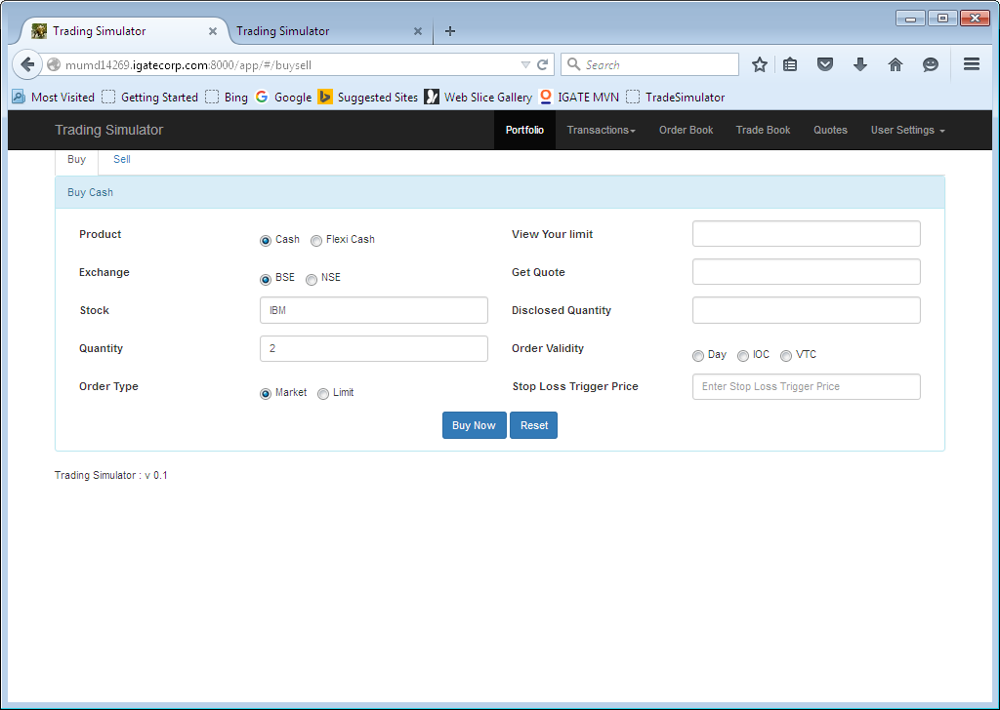 Trading Simulator Trading Simulator
mumd14269.igatecorp.com:8000/app/#/buysell Search
Most Visited Getting Started Bing Google Suggested Sites Web Slice Gallery IGATE MVN TradeSimulator
Trading Simulator Portfolio Transactions Order Book Trade Book Quotes User Settings
Buy Sell
Buy Cash
Product Cash Flexi Cash View Your limit
Exchange BSE NSE Get Quote
Stock IBM Disclosed Quantity
Quantity 2 Order Validity Day IOC VTC
Order Type Market Limit Stop Loss Trigger Price Enter Stop Loss Trigger Price
Buy Now Reset
Trading Simulator : v 0.1